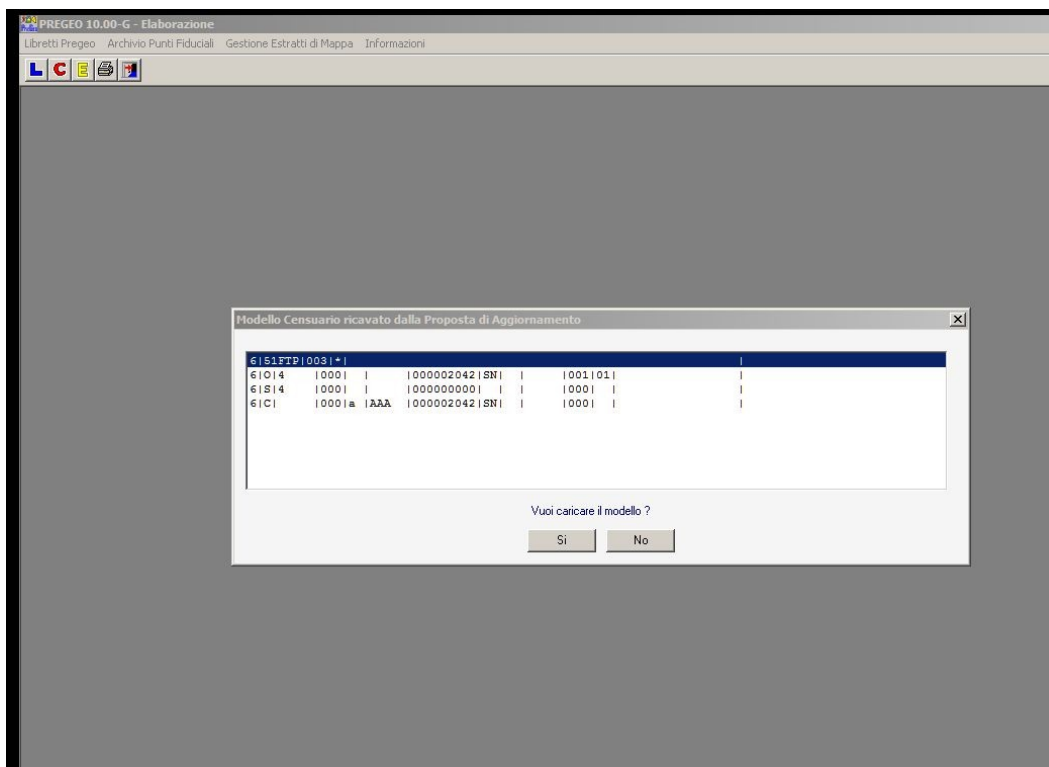 PREGEO 10.00-G - Elaborazione
Libretti Pregeo Archivio Punti Fiduciali Gestione Estratti di Mappa Informazioni
L C E
Modello Censuario ricavato dalla Proposta di Aggiornamento
6|51FTP|003|*| |
6|O|4 |000| | |000002042|SN| | |001|01| |
6|S|4 |000| | |000000000| | | |000| | |
6|C| |000|a |AAA |000002042|SN| | |000| | |
Vuoi caricare il modello ?
Si No